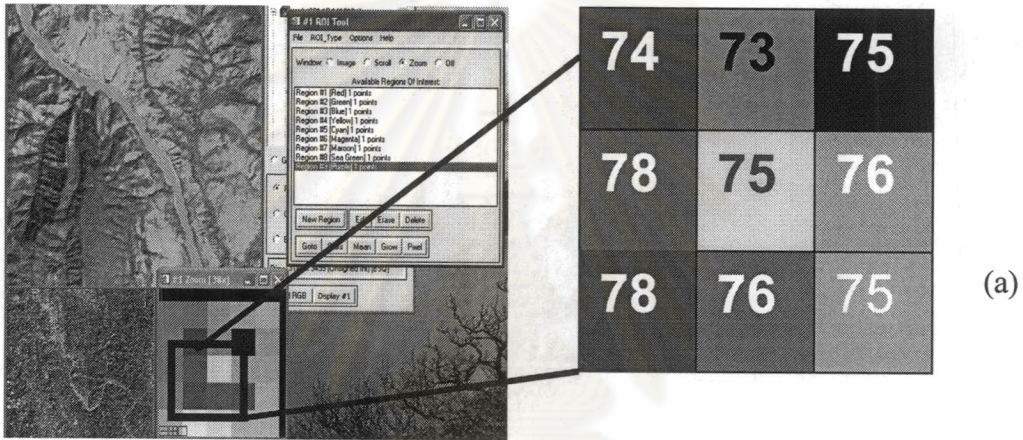 #1 ROI Tool
File ROI_Type Options Help
Window: Image Scroll Zoom Off
Available Regions Of Interest:
Region #1 [Red] 1 points
Region #2 [Green] 1 points
Region #3 [Blue] 1 points
Region #4 [Yellow] 1 points
Region #5 [Cyan] 1 points
Region #6 [Magenta] 1 points
Region #7 [Maroon] 1 points
Region #8 [Sea Green] 1 points
New Region Erase Delete
Goto Mean Grow Pixel
RGB Display #1
#1 Zoom
74 73 75
78 75 76
78 76 75
(a)